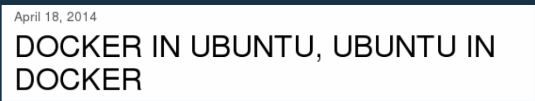 April 18, 2014
DOCKER IN UBUNTU, UBUNTU IN
DOCKER